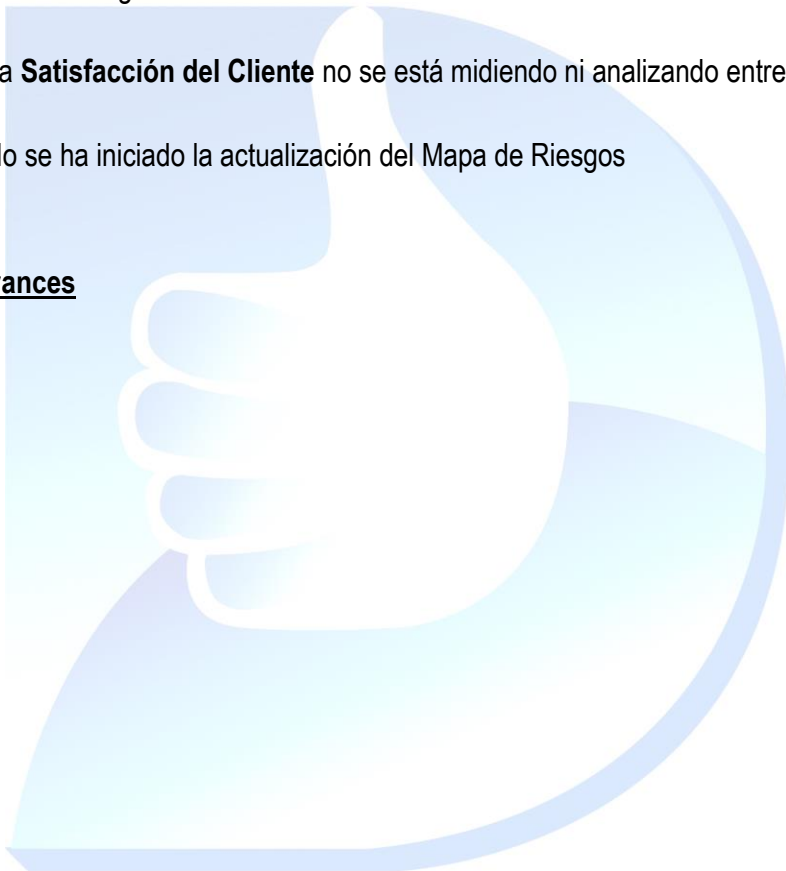 a Satisfacción del Cliente no se está midiendo ni analizando entre
o se ha iniciado la actualización del Mapa de Riesgos
ances